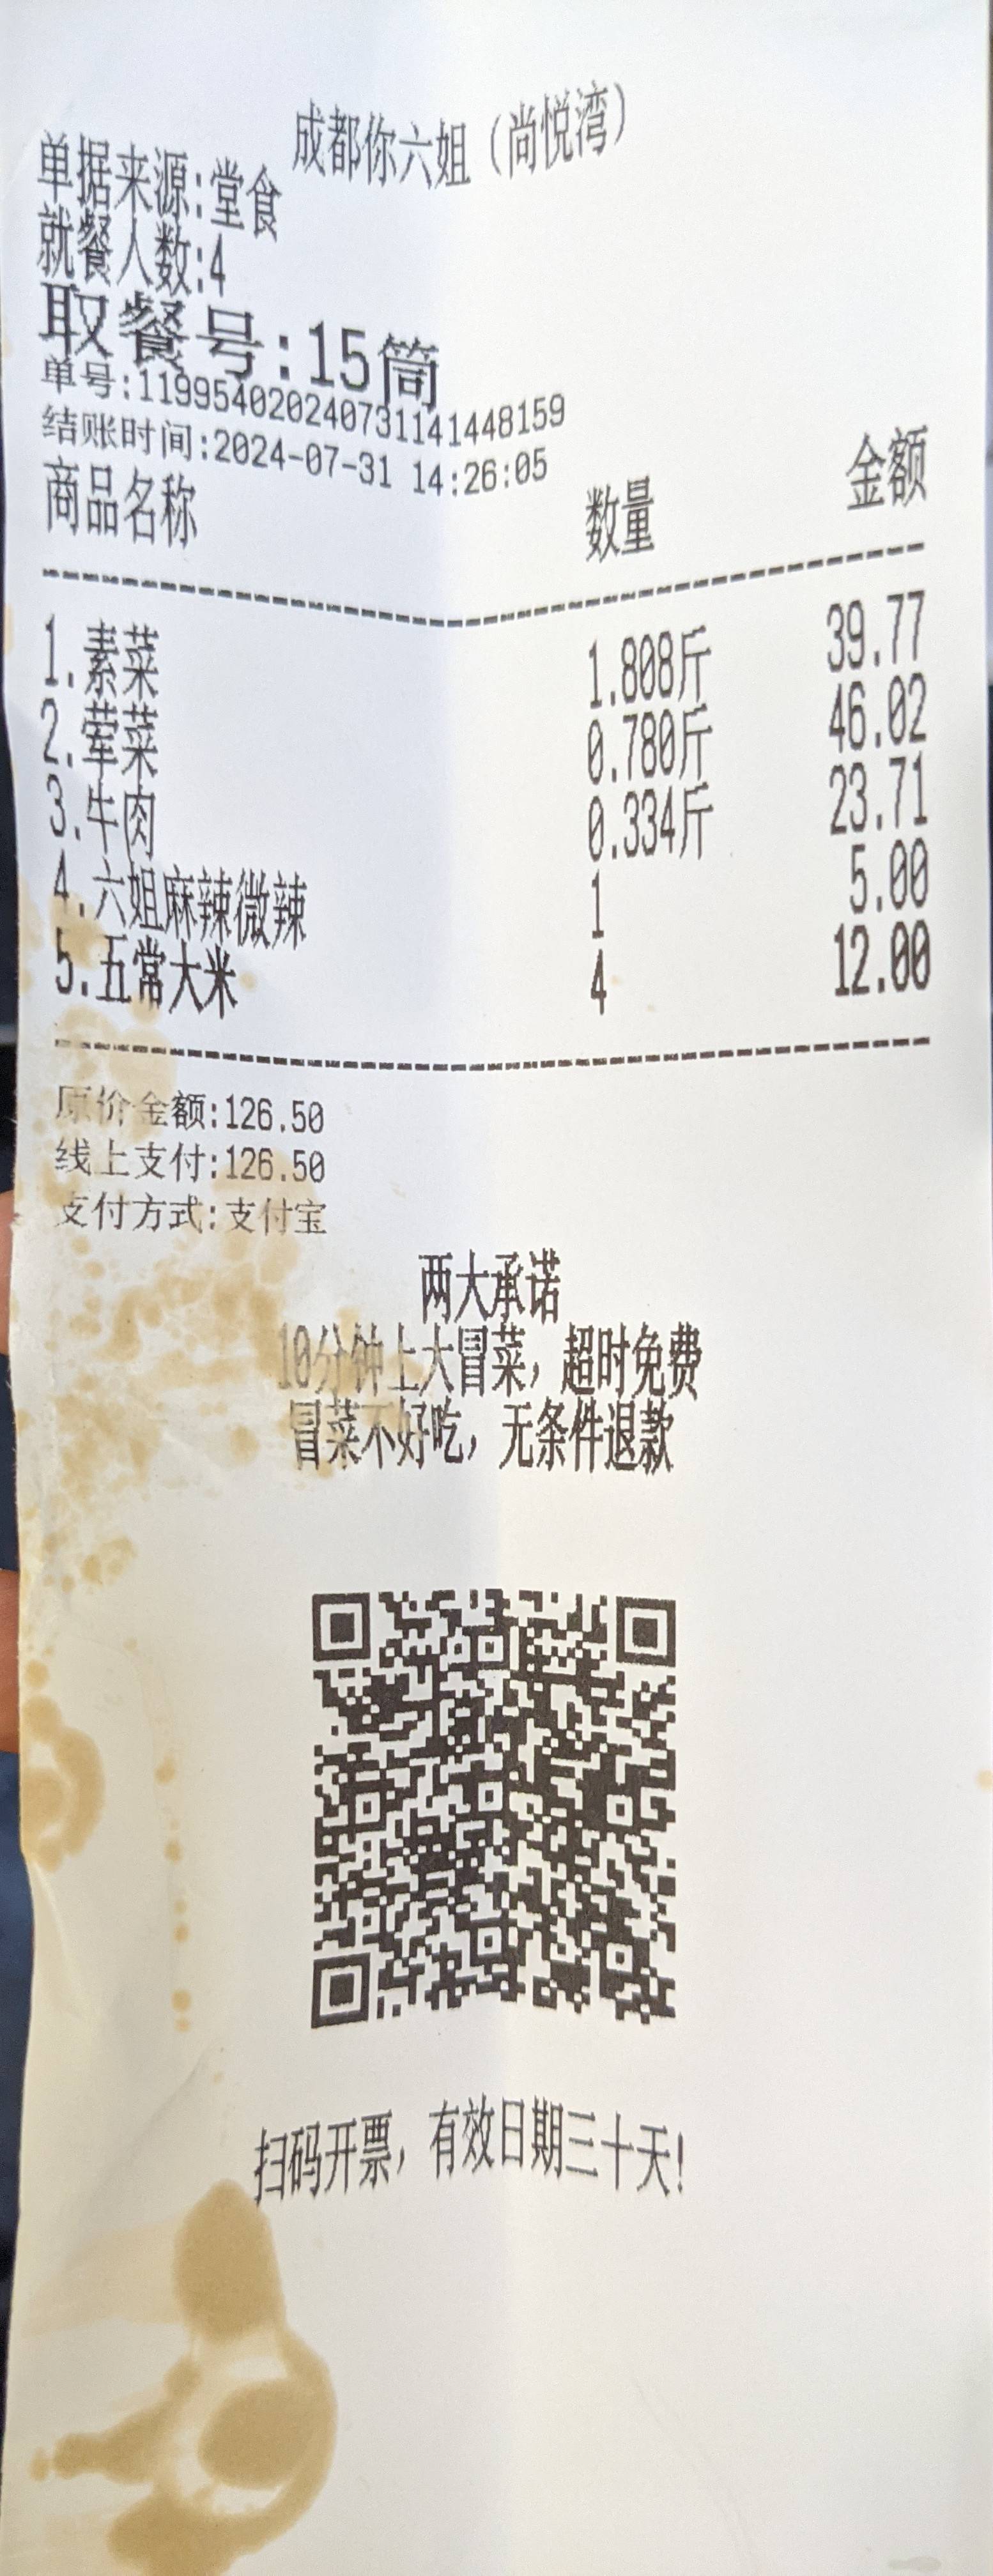 成都你六姐（尚悦湾）
单据来源:堂食
就餐人数:4
取餐号:15筒
单号:119954020240731141448159
结账时间:2024-07-31 14:26:05
商品名称 数量 金额
1.素菜 1.808斤 39.77
2.荤菜 0.780斤 46.02
3.牛肉 0.334斤 23.71
4.六姐麻辣微辣 1 5.00
5.五常大米 4 12.00
原价金额:126.50
线上支付:126.50
支付方式:支付宝
两大承诺
10分钟上大冒菜，超时免费
冒菜不好吃，无条件退款
扫码开票，有效日期三十天!